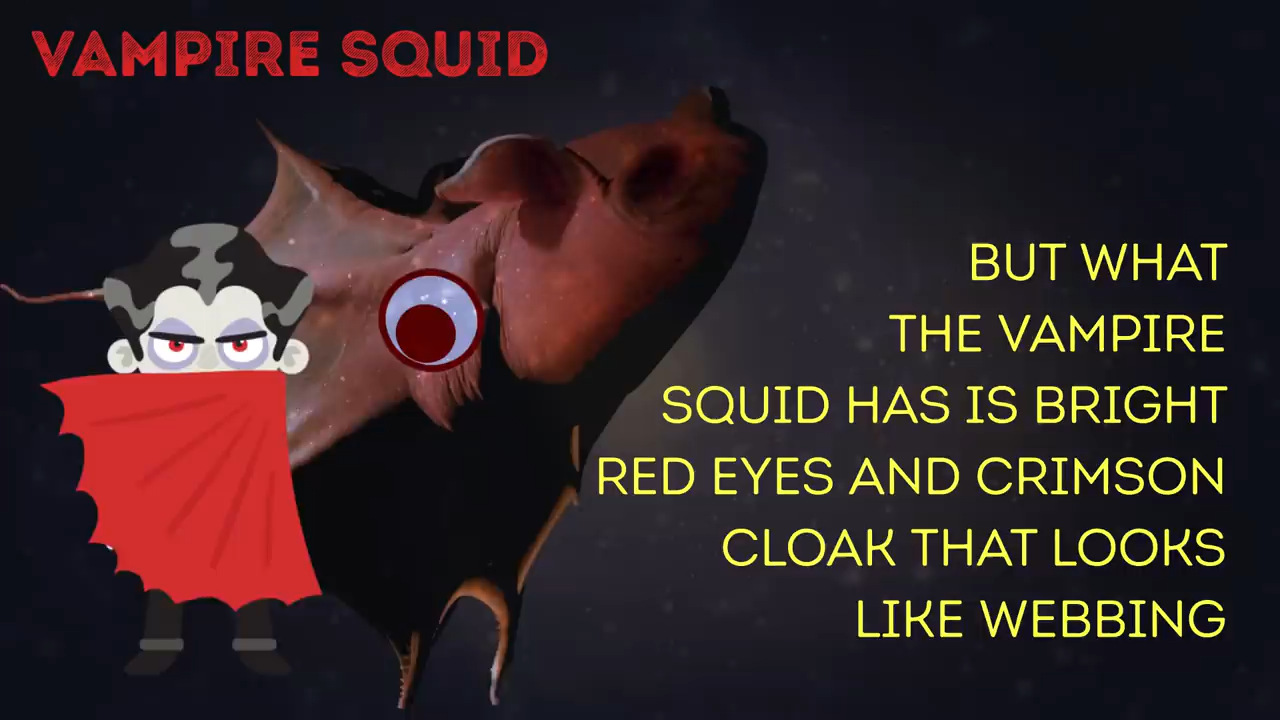 VAMPIRE SQUID
BUT WHAT
THE VAMPIRE
SQUID HAS IS BRIGHT
RED EYES AND CRIMSON
CLOAK THAT LOOKS
LIKE WEBBING